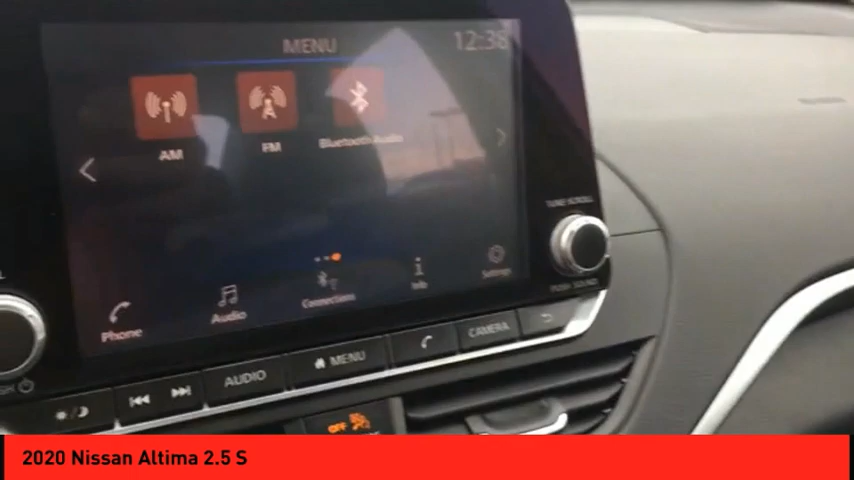 MENU
12:38
AM
FM
Bluetooth Audio
TUNE·SCROLL
Phone
Audio
Connections
Info
Settings
PUSH SOUND
AUDIO
MENU
CAMERA
OFF
2020 Nissan Altima 2.5 S